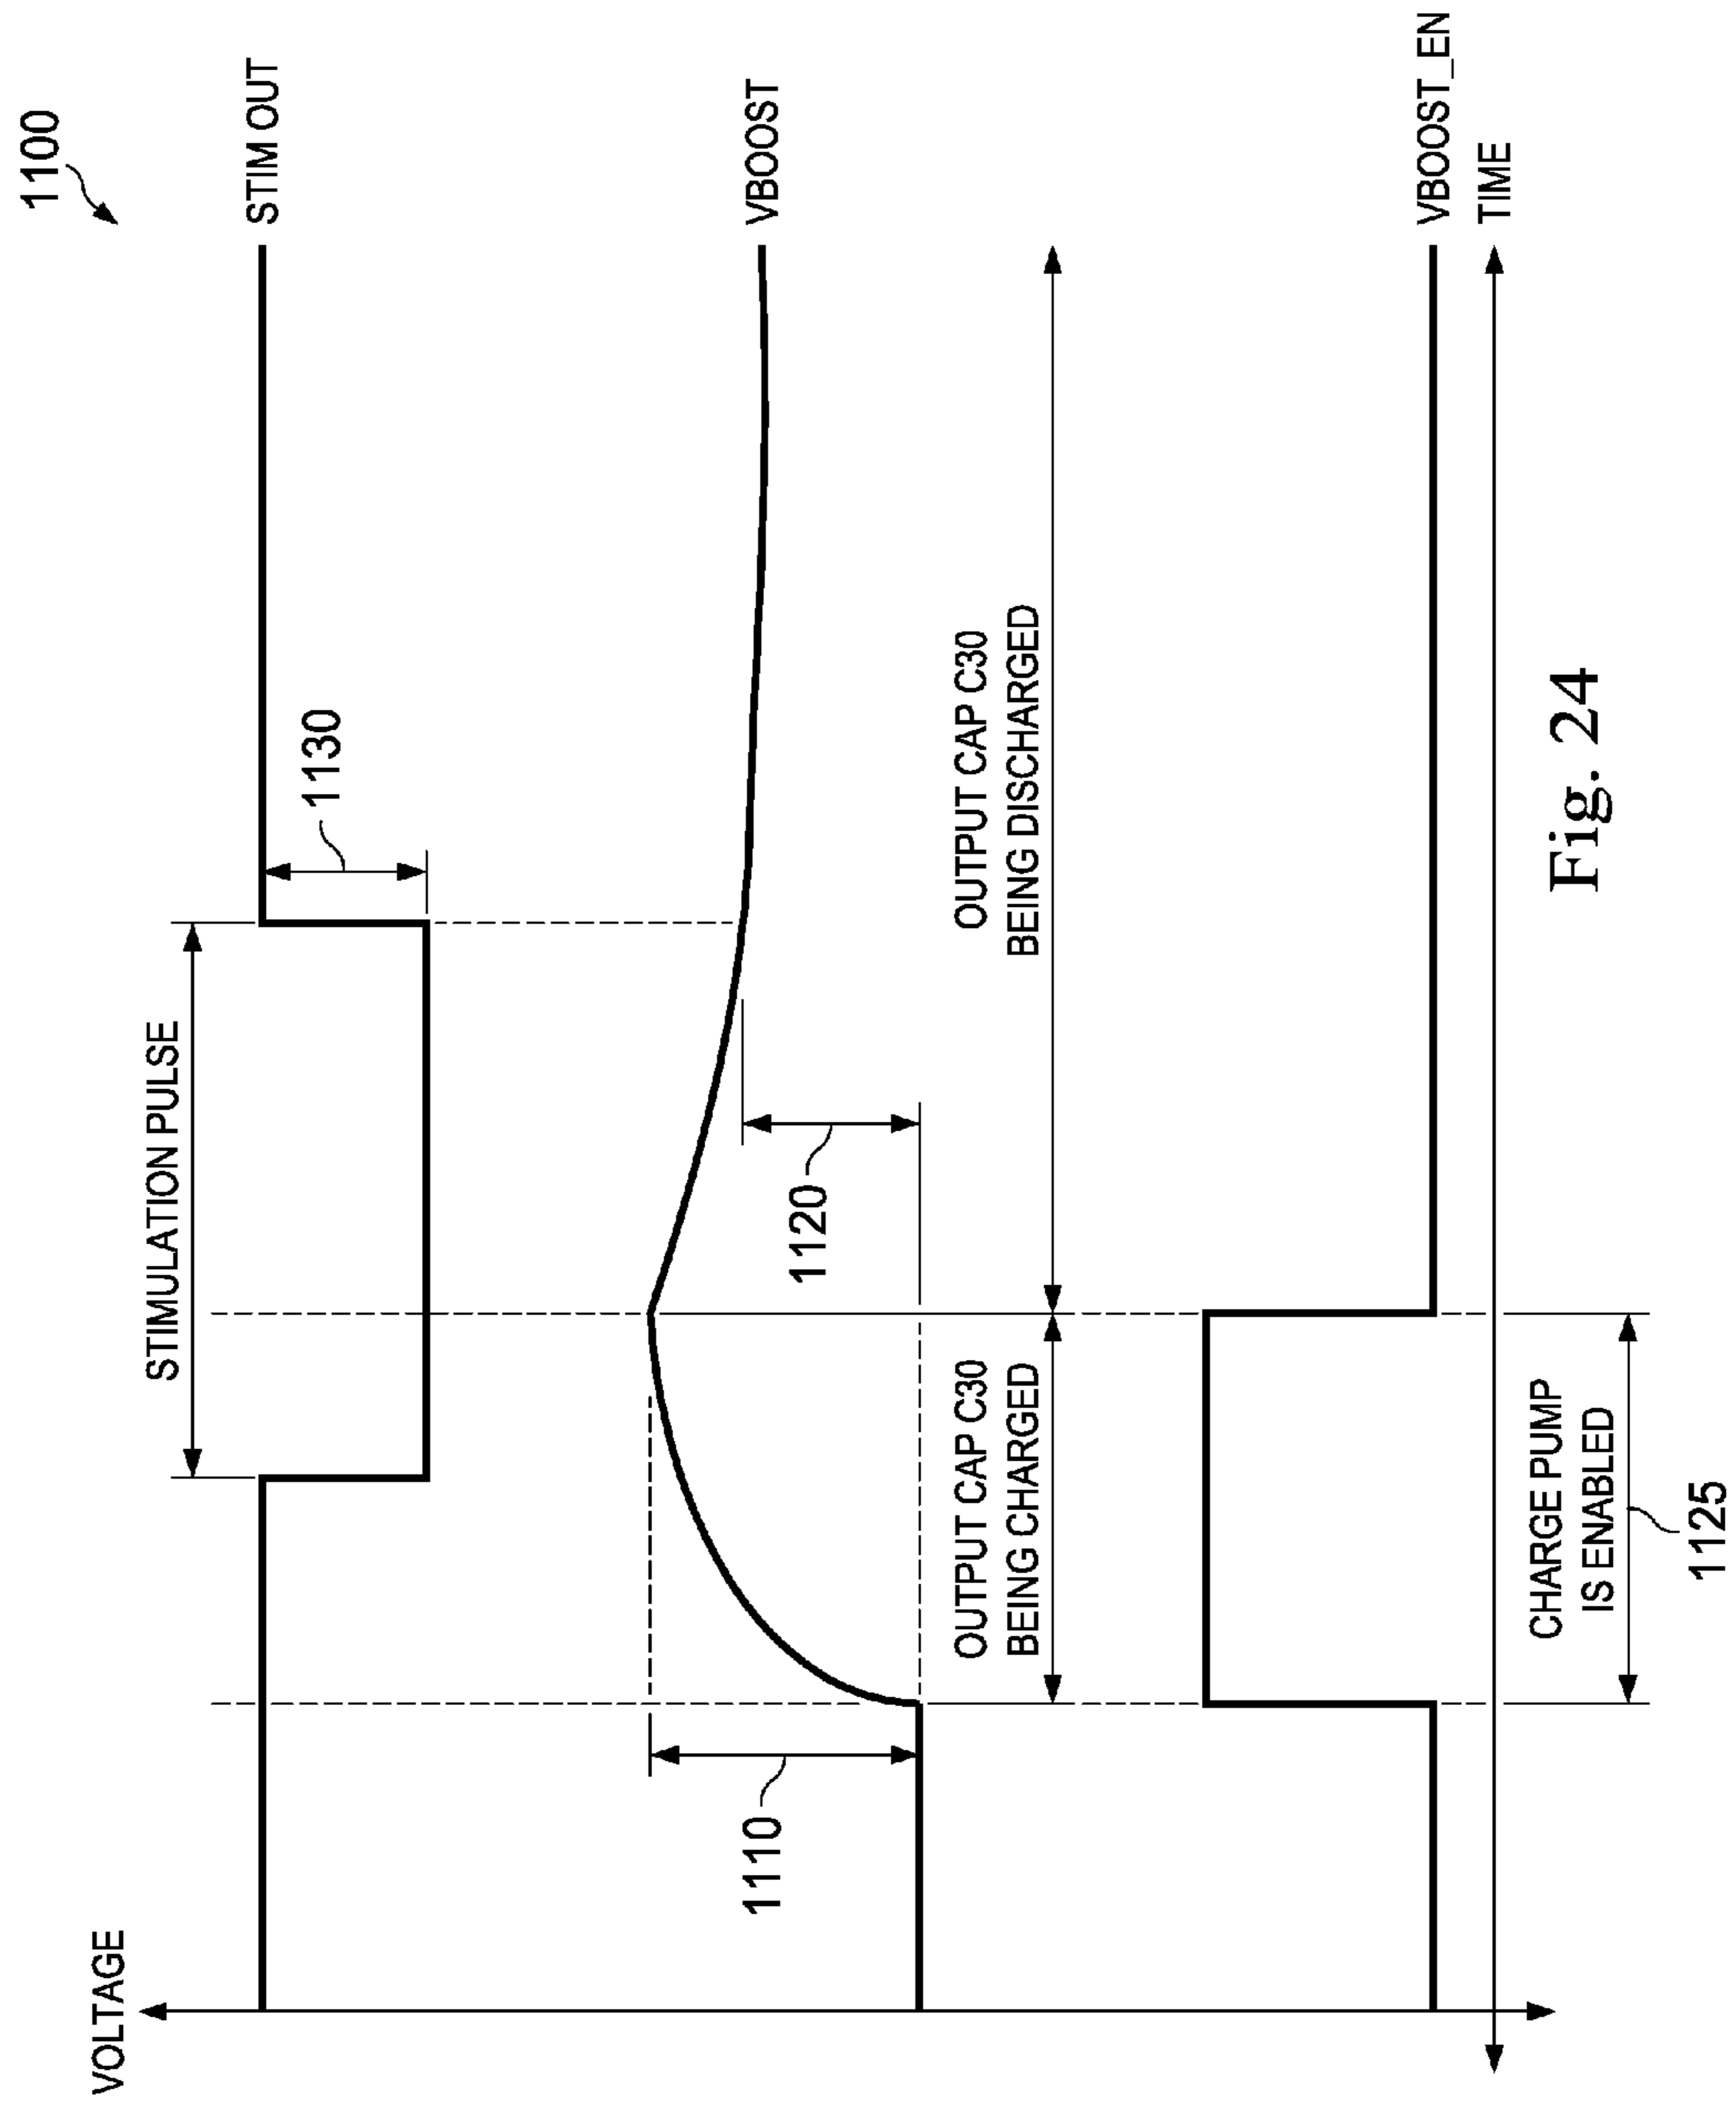 1100
VOLTAGE
STIMULATION PULSE
STIM OUT
1130
VBOOST
1110
1120
OUTPUT CAP C30
BEING CHARGED
OUTPUT CAP C30
BEING DISCHARGED
VBOOST_EN
TIME
CHARGE PUMP
IS ENABLED
1125
Fig. 24